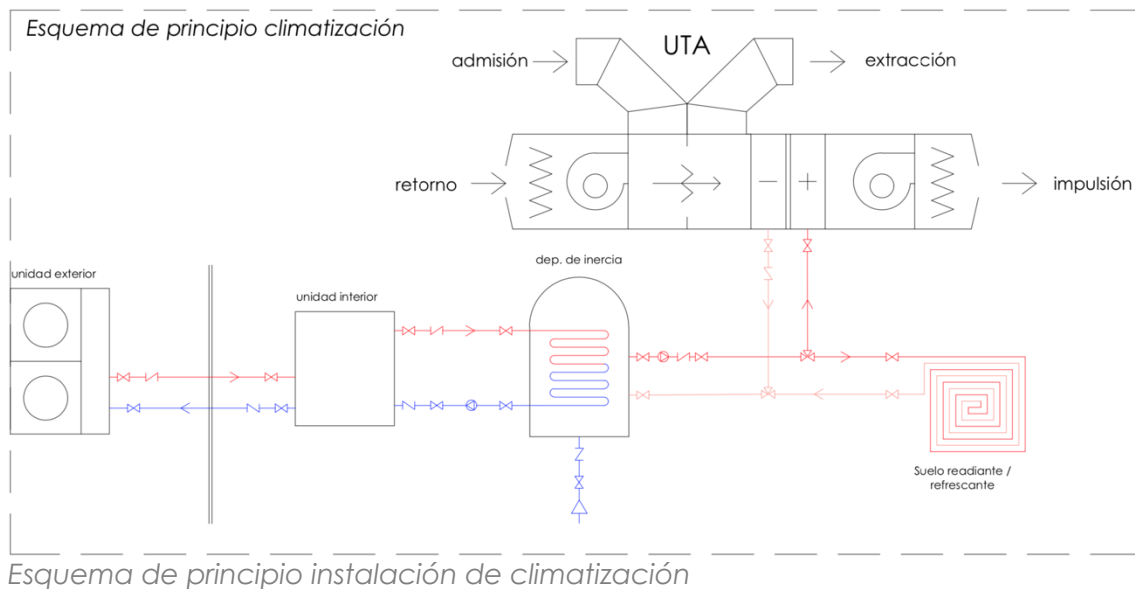 Esquema de principio climatización
UTA
admisión
extracción
retorno
impulsión
unidad exterior
unidad interior
dep. de inercia
Suelo readiante /
refrescante
Esquema de principio instalación de climatización